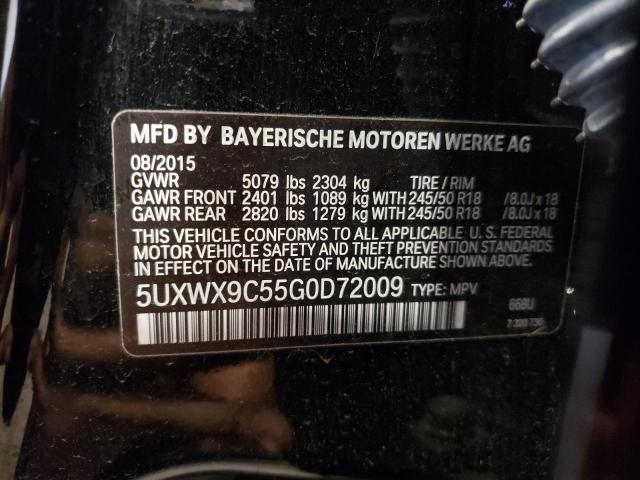 MFD BY BAYERISCHE MOTOREN WERKE AG
08/2015
GVWR 5079 lbs 2304 kg TIRE / RIM
GAWR FRONT 2401 lbs 1089 kg WITH 245/50 R18 /8.0J x 18
GAWR REAR 2820 lbs 1279 kg WITH 245/50 R18 /8.0J x 18
THIS VEHICLE CONFORMS TO ALL APPLICABLE U.S. FEDERAL
MOTOR VEHICLE SAFETY AND THEFT PREVENTION STANDARDS
IN EFFECT ON THE DATE OF MANUFACTURE SHOWN ABOVE.
5UXWX9C55G0D72009 TYPE: MPV
668U